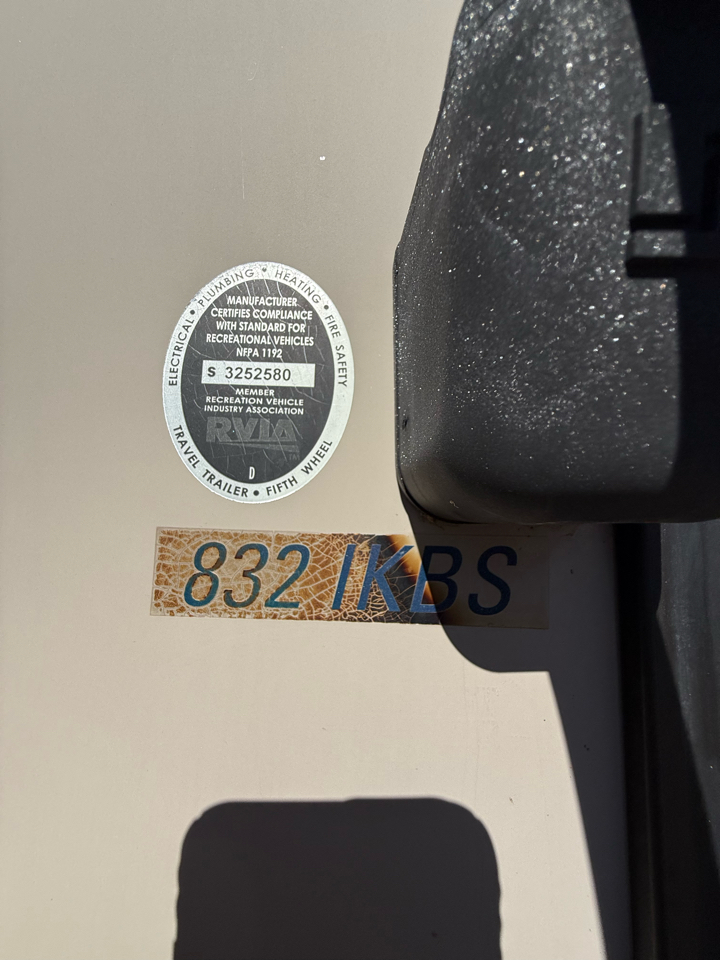 ELECTRICAL • PLUMBING • HEATING • FIRE SAFETY
MANUFACTURER
CERTIFIES COMPLIANCE
WITH STANDARD FOR
RECREATIONAL VEHICLES
NFPA 1192
S 3252580
MEMBER
RECREATION VEHICLE
INDUSTRY ASSOCIATION
RVIA
D
TRAVEL TRAILER • FIFTH WHEEL
832 IKBS